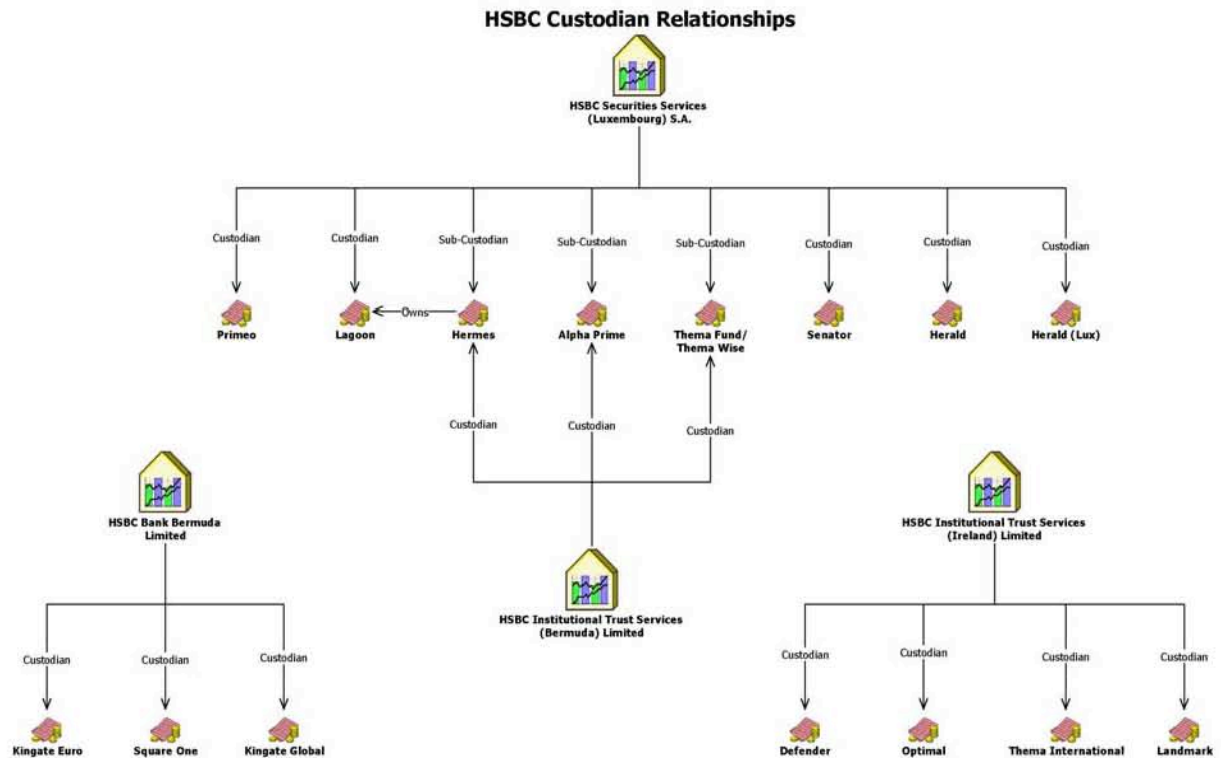 HSBC Custodian Relationships
HSBC Securities Services
(Luxembourg) S.A.
Custodian
Custodian
Sub-Custodian
Sub-Custodian
Sub-Custodian
Custodian
Custodian
Custodian
Owns
Primeo
Lagoon
Hermes
Alpha Prime
Thema Fund/
Thema Wise
Senator
Herald
Herald (Lux)
Custodian
Custodian
Custodian
HSBC Bank Bermuda
Limited
HSBC Institutional Trust Services
(Ireland) Limited
HSBC Institutional Trust Services
(Bermuda) Limited
Custodian
Custodian
Custodian
Custodian
Custodian
Custodian
Custodian
Kingate Euro
Square One
Kingate Global
Defender
Optimal
Thema International
Landmark